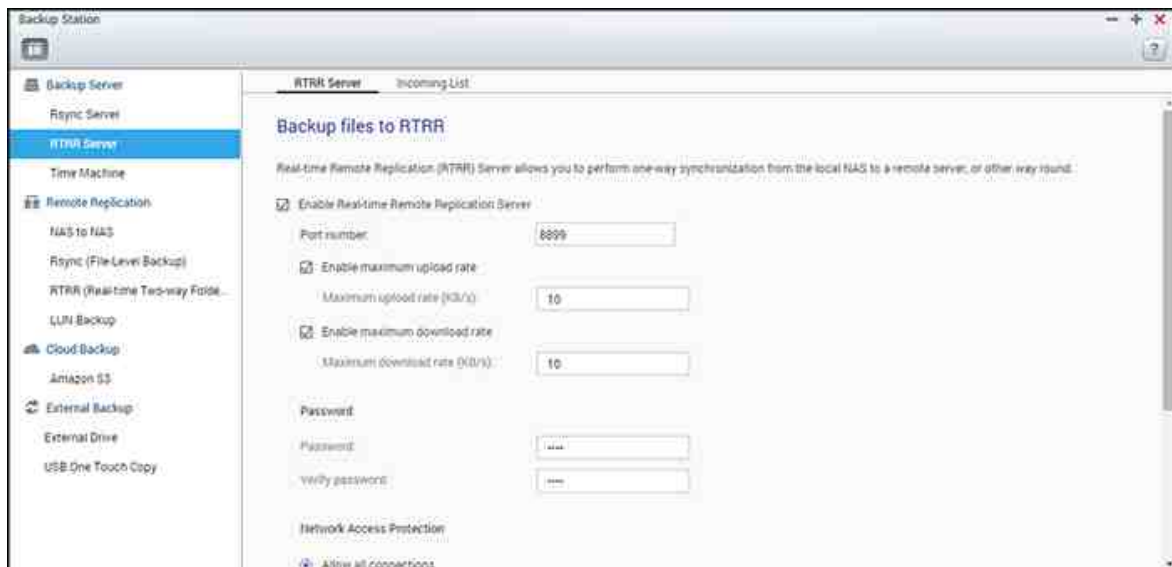 Backup Station
?
Backup Server
Rsync Server
RTRR Server
Time Machine
Remote Replication
NAS to NAS
Rsync (File-Level Backup)
RTRR (Real-time Two-way Folde...
LUN Backup
Cloud Backup
Amazon S3
External Backup
External Drive
USB One Touch Copy
RTRR Server Incoming List
Backup files to RTRR
Real-time Remote Replication (RTRR) Server allows you to perform one-way synchronization from the local NAS to a remote server, or other way round.
Enable Real-time Remote Replication Server
Port number: 8899
Enable maximum upload rate
Maximum upload rate (KB/s): 10
Enable maximum download rate
Maximum download rate (KB/s): 10
Password
Password: ••••
Verify password: ••••
Network Access Protection
Allow all connections